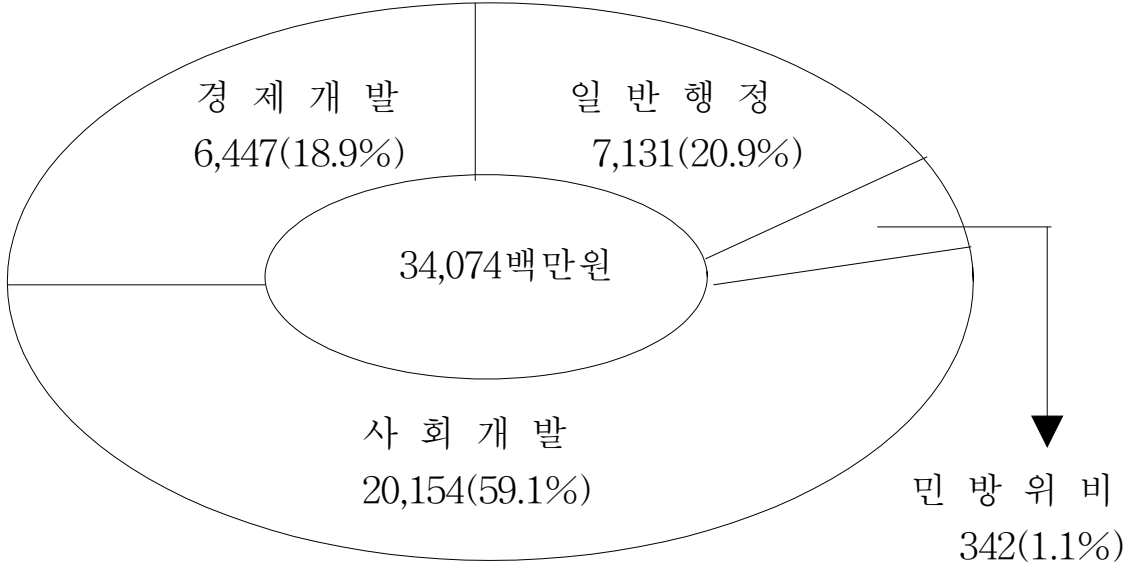 경 제 개 발
6,447(18.9%)
일 반 행 정
7,131(20.9%)
34,074백만원
사 회 개 발
20,154(59.1%)
민 방 위 비
342(1.1%)